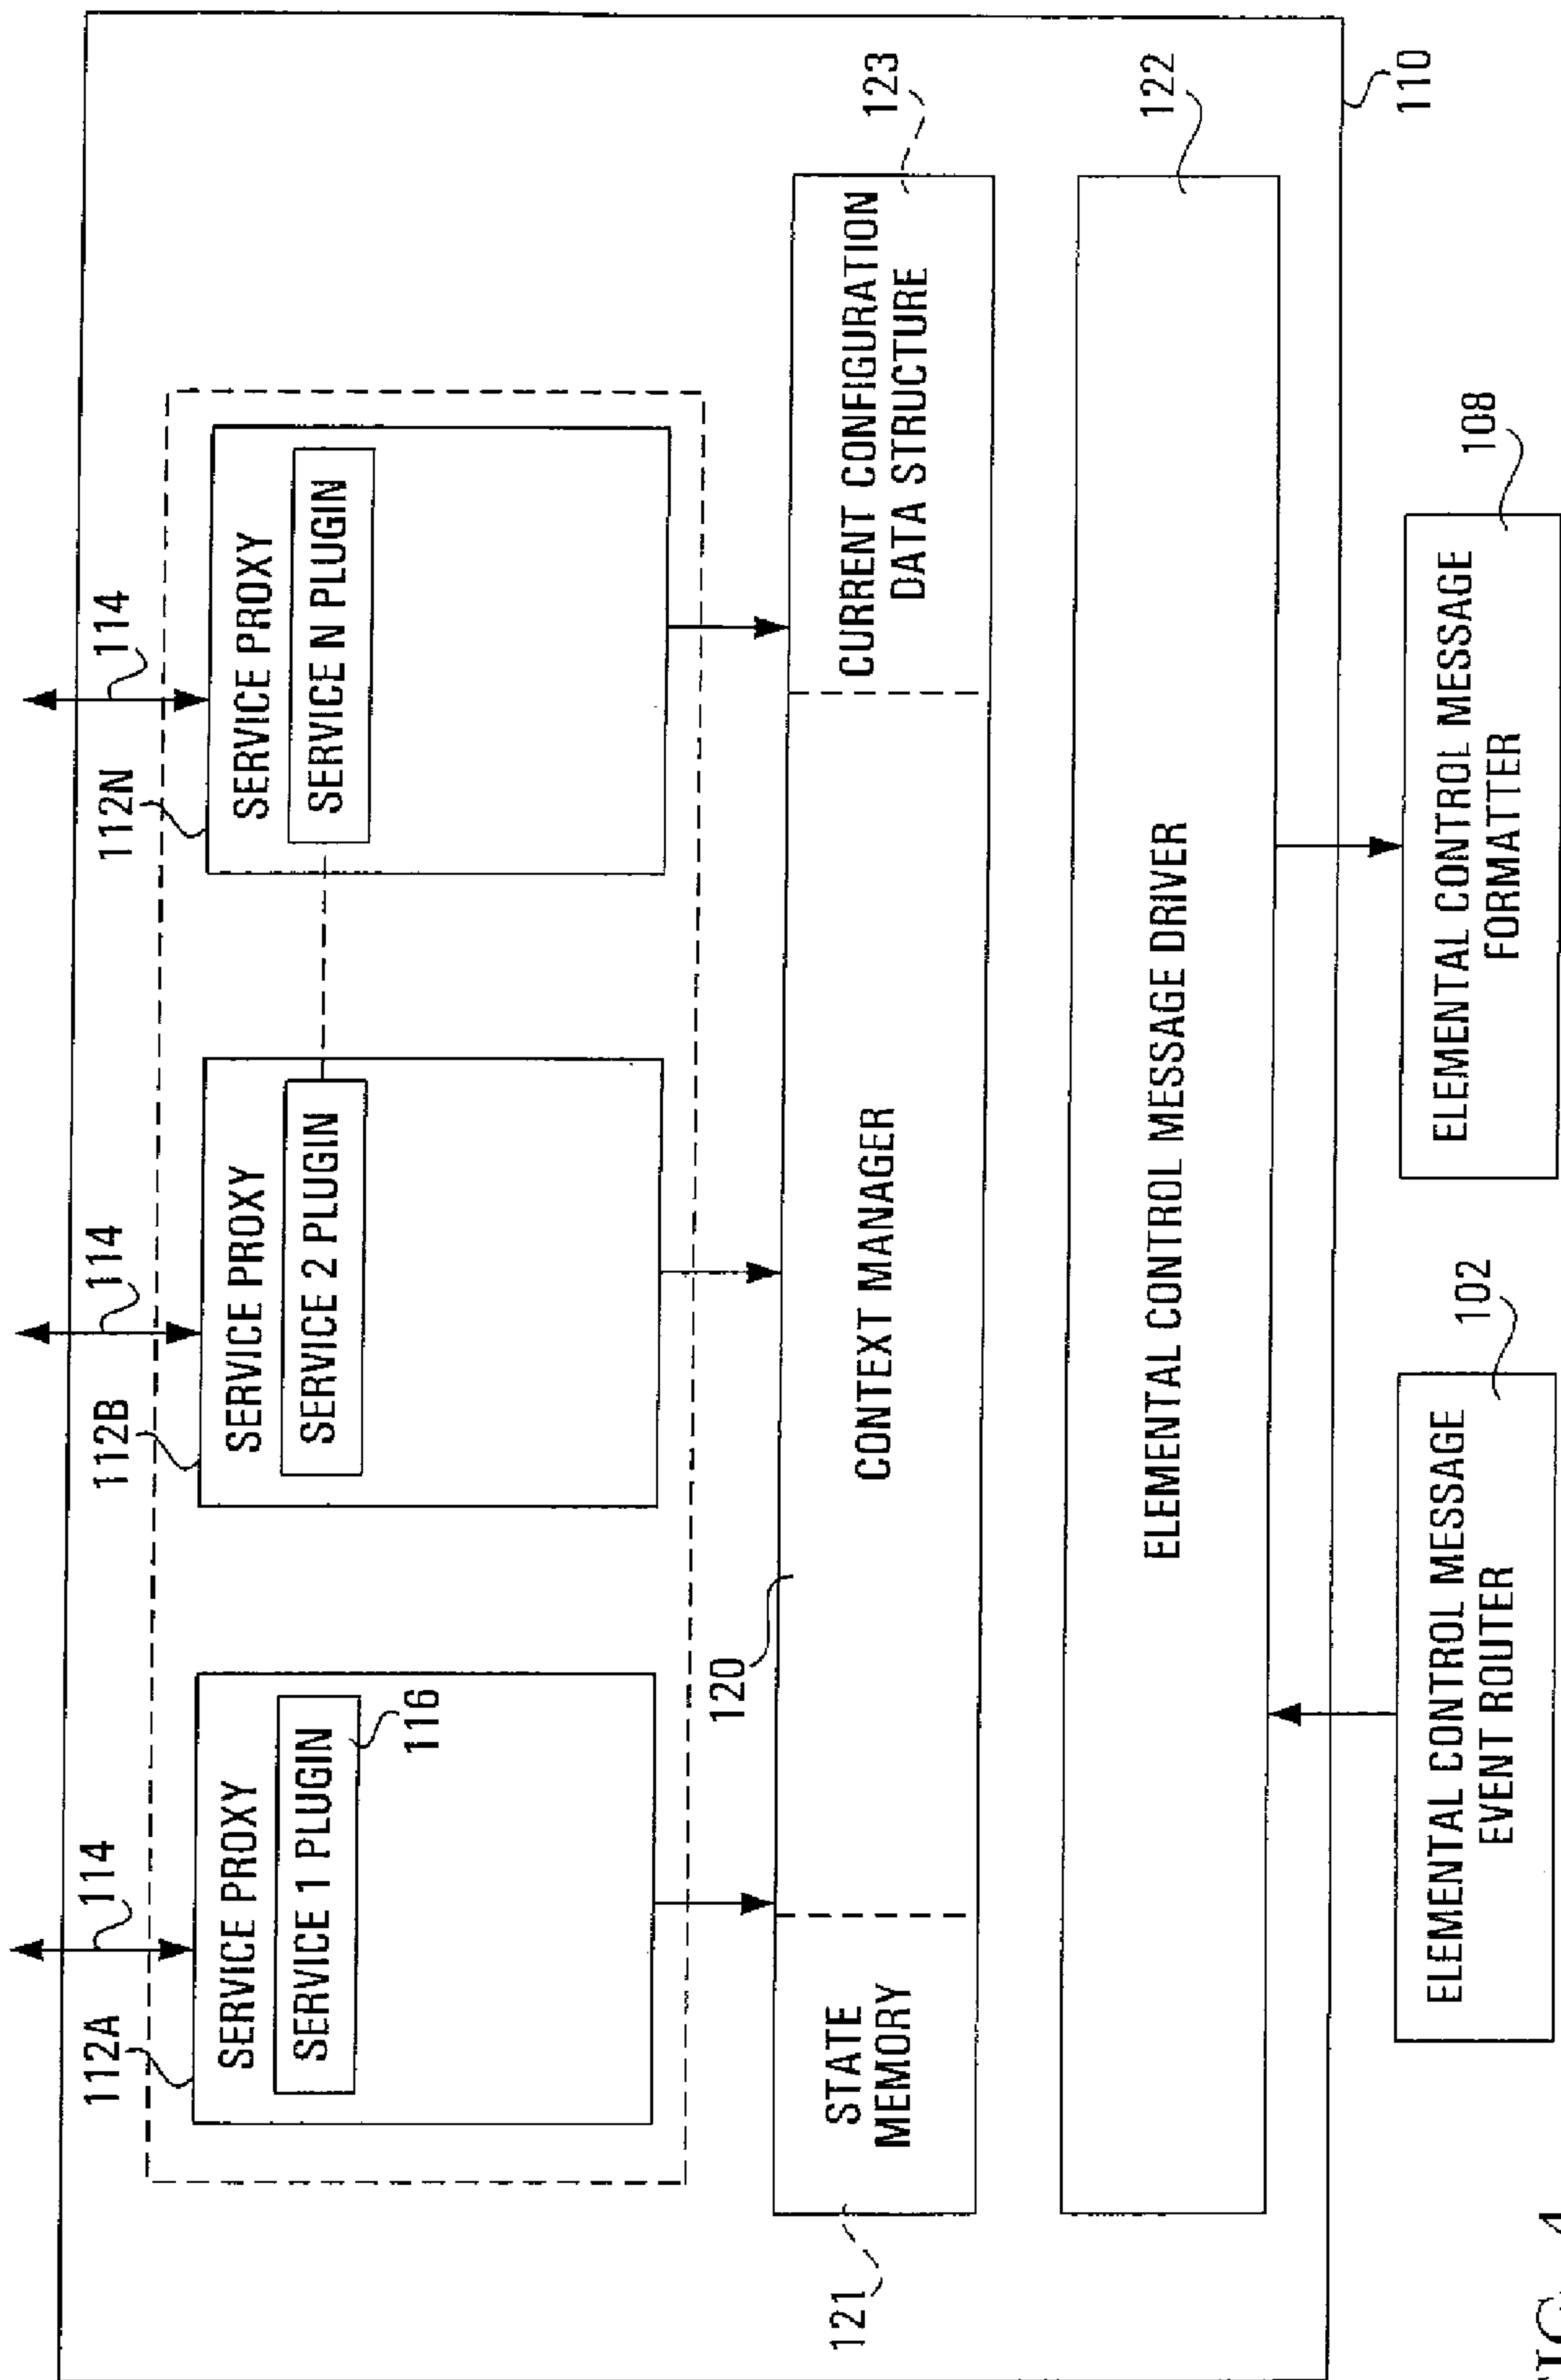 114
114
114
112A
112B
112N
SERVICE PROXY
SERVICE 1 PLUGIN
116
SERVICE PROXY
SERVICE 2 PLUGIN
SERVICE PROXY
SERVICE N PLUGIN
120
121
STATE
MEMORY
CONTEXT MANAGER
CURRENT CONFIGURATION
DATA STRUCTURE
123
ELEMENTAL CONTROL MESSAGE DRIVER
122
110
ELEMENTAL CONTROL MESSAGE
EVENT ROUTER
102
ELEMENTAL CONTROL MESSAGE
FORMATTER
108